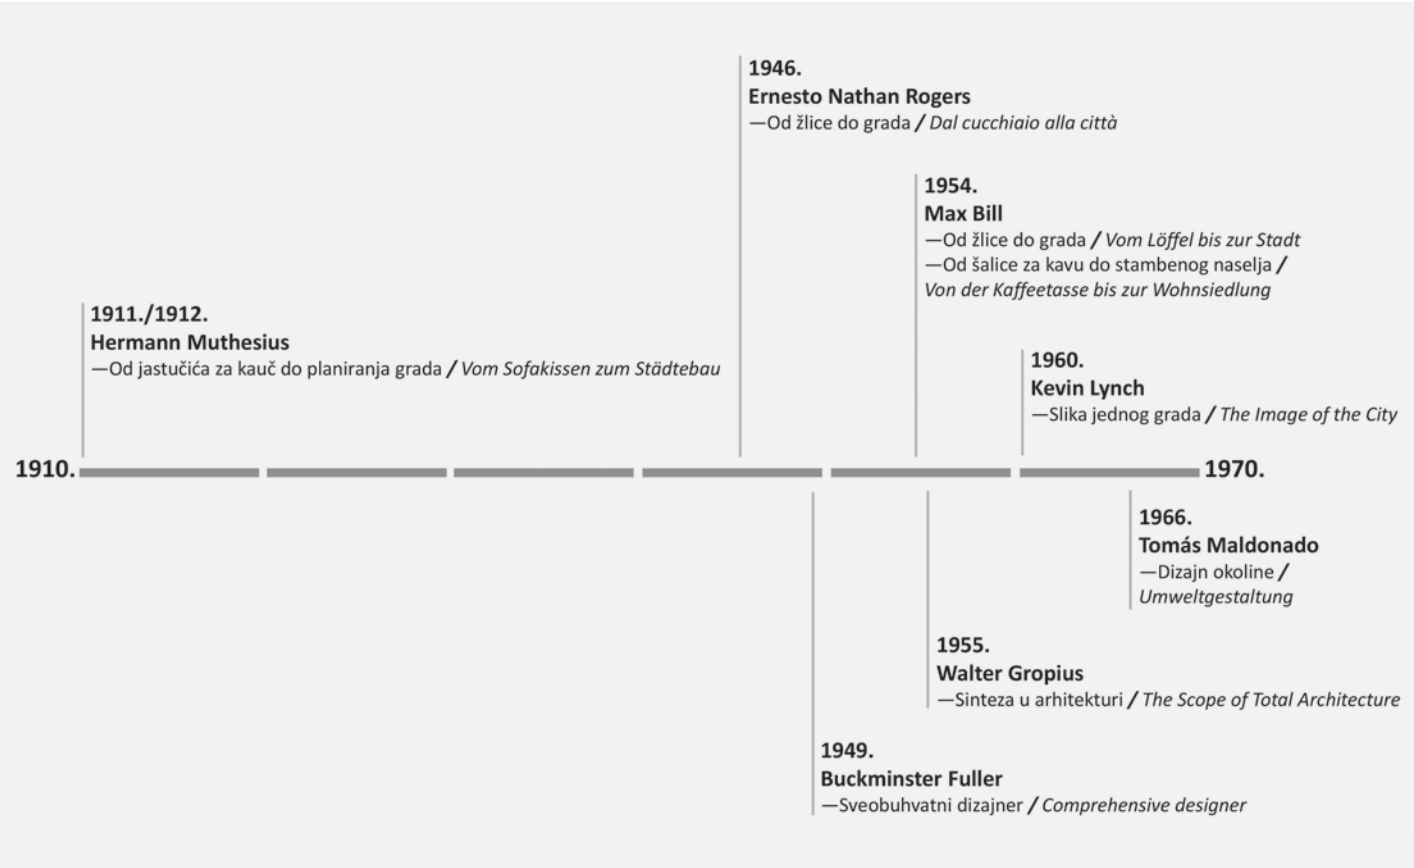 1946.
Ernesto Nathan Rogers
—Od žlice do grada / Dal cucchiaio alla città
1954.
Max Bill
—Od žlice do grada / Vom Löffel bis zur Stadt
—Od šalice za kavu do stambenog naselja /
Von der Kaffeetasse bis zur Wohnsiedlung
1911./1912.
Hermann Muthesius
—Od jastučića za kauč do planiranja grada / Vom Sofakissen zum Städtebau
1960.
Kevin Lynch
—Slika jednog grada / The Image of the City
1910.
1970.
1966.
Tomás Maldonado
—Dizajn okoline /
Umweltgestaltung
1955.
Walter Gropius
—Sinteza u arhitekturi / The Scope of Total Architecture
1949.
Buckminster Fuller
—Sveobuhvatni dizajner / Comprehensive designer